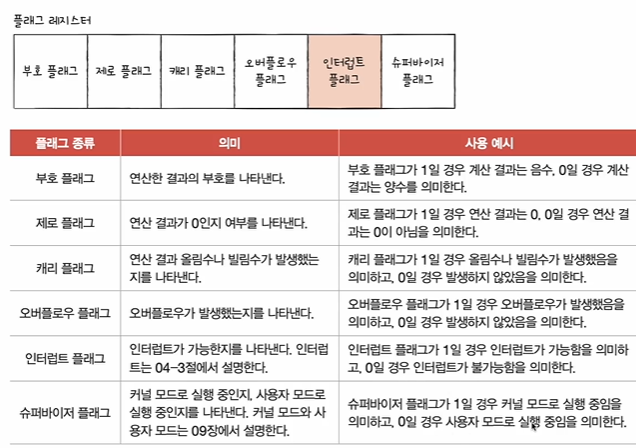 플래그 레지스터
부호 플래그
제로 플래그
캐리 플래그
오버플로우
플래그
인터럽트
플래그
슈퍼바이저
플래그
플래그 종류
의미
사용 예시
부호 플래그
연산한 결과의 부호를 나타낸다.
부호 플래그가 1일 경우 계산 결과는 음수, 0일 경우 계산
결과는 양수를 의미한다.
제로 플래그
연산 결과가 0인지 여부를 나타낸다.
제로 플래그가 1일 경우 연산 결과는 0, 0일 경우 연산 결
과는 0이 아님을 의미한다.
캐리 플래그
연산 결과 올림수나 빌림수가 발생했는
지를 나타낸다.
캐리 플래그가 1일 경우 올림수나 빌림수가 발생했음을
의미하고, 0일 경우 발생하지 않았음을 의미한다.
오버플로우 플래그
오버플로우가 발생했는지를 나타낸다.
오버플로우 플래그가 1일 경우 오버플로우가 발생했음을
의미하고, 0일 경우 발생하지 않았음을 의미한다.
인터럽트 플래그
인터럽트가 가능한지를 나타낸다. 인터럽
트는 04-3절에서 설명한다.
인터럽트 플래그가 1일 경우 인터럽트가 가능함을 의미하
고, 0일 경우 인터럽트가 불가능함을 의미한다.
슈퍼바이저 플래그
커널 모드로 실행 중인지, 사용자 모드로
실행 중인지를 나타낸다. 커널 모드와 사
용자 모드는 09장에서 설명한다.
슈퍼바이저 플래그가 1일 경우 커널 모드로 실행 중임을
의미하고, 0일 경우 사용자 모드로 실행 중임을 의미한다.